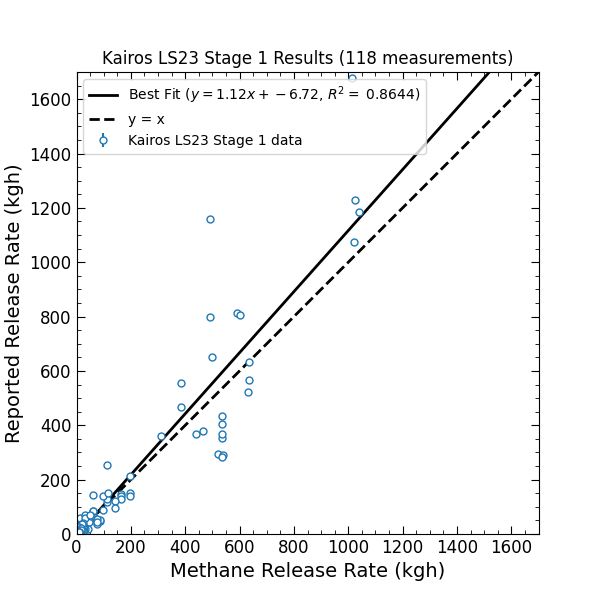 Kairos LS23 Stage 1 Results (118 measurements)
Best Fit (y = 1.12x + −6.72, R² = 0.8644)
y = x
Kairos LS23 Stage 1 data
Reported Release Rate (kgh)
1600
1400
1200
1000
800
600
400
200
0
0 200 400 600 800 1000 1200 1400 1600
Methane Release Rate (kgh)